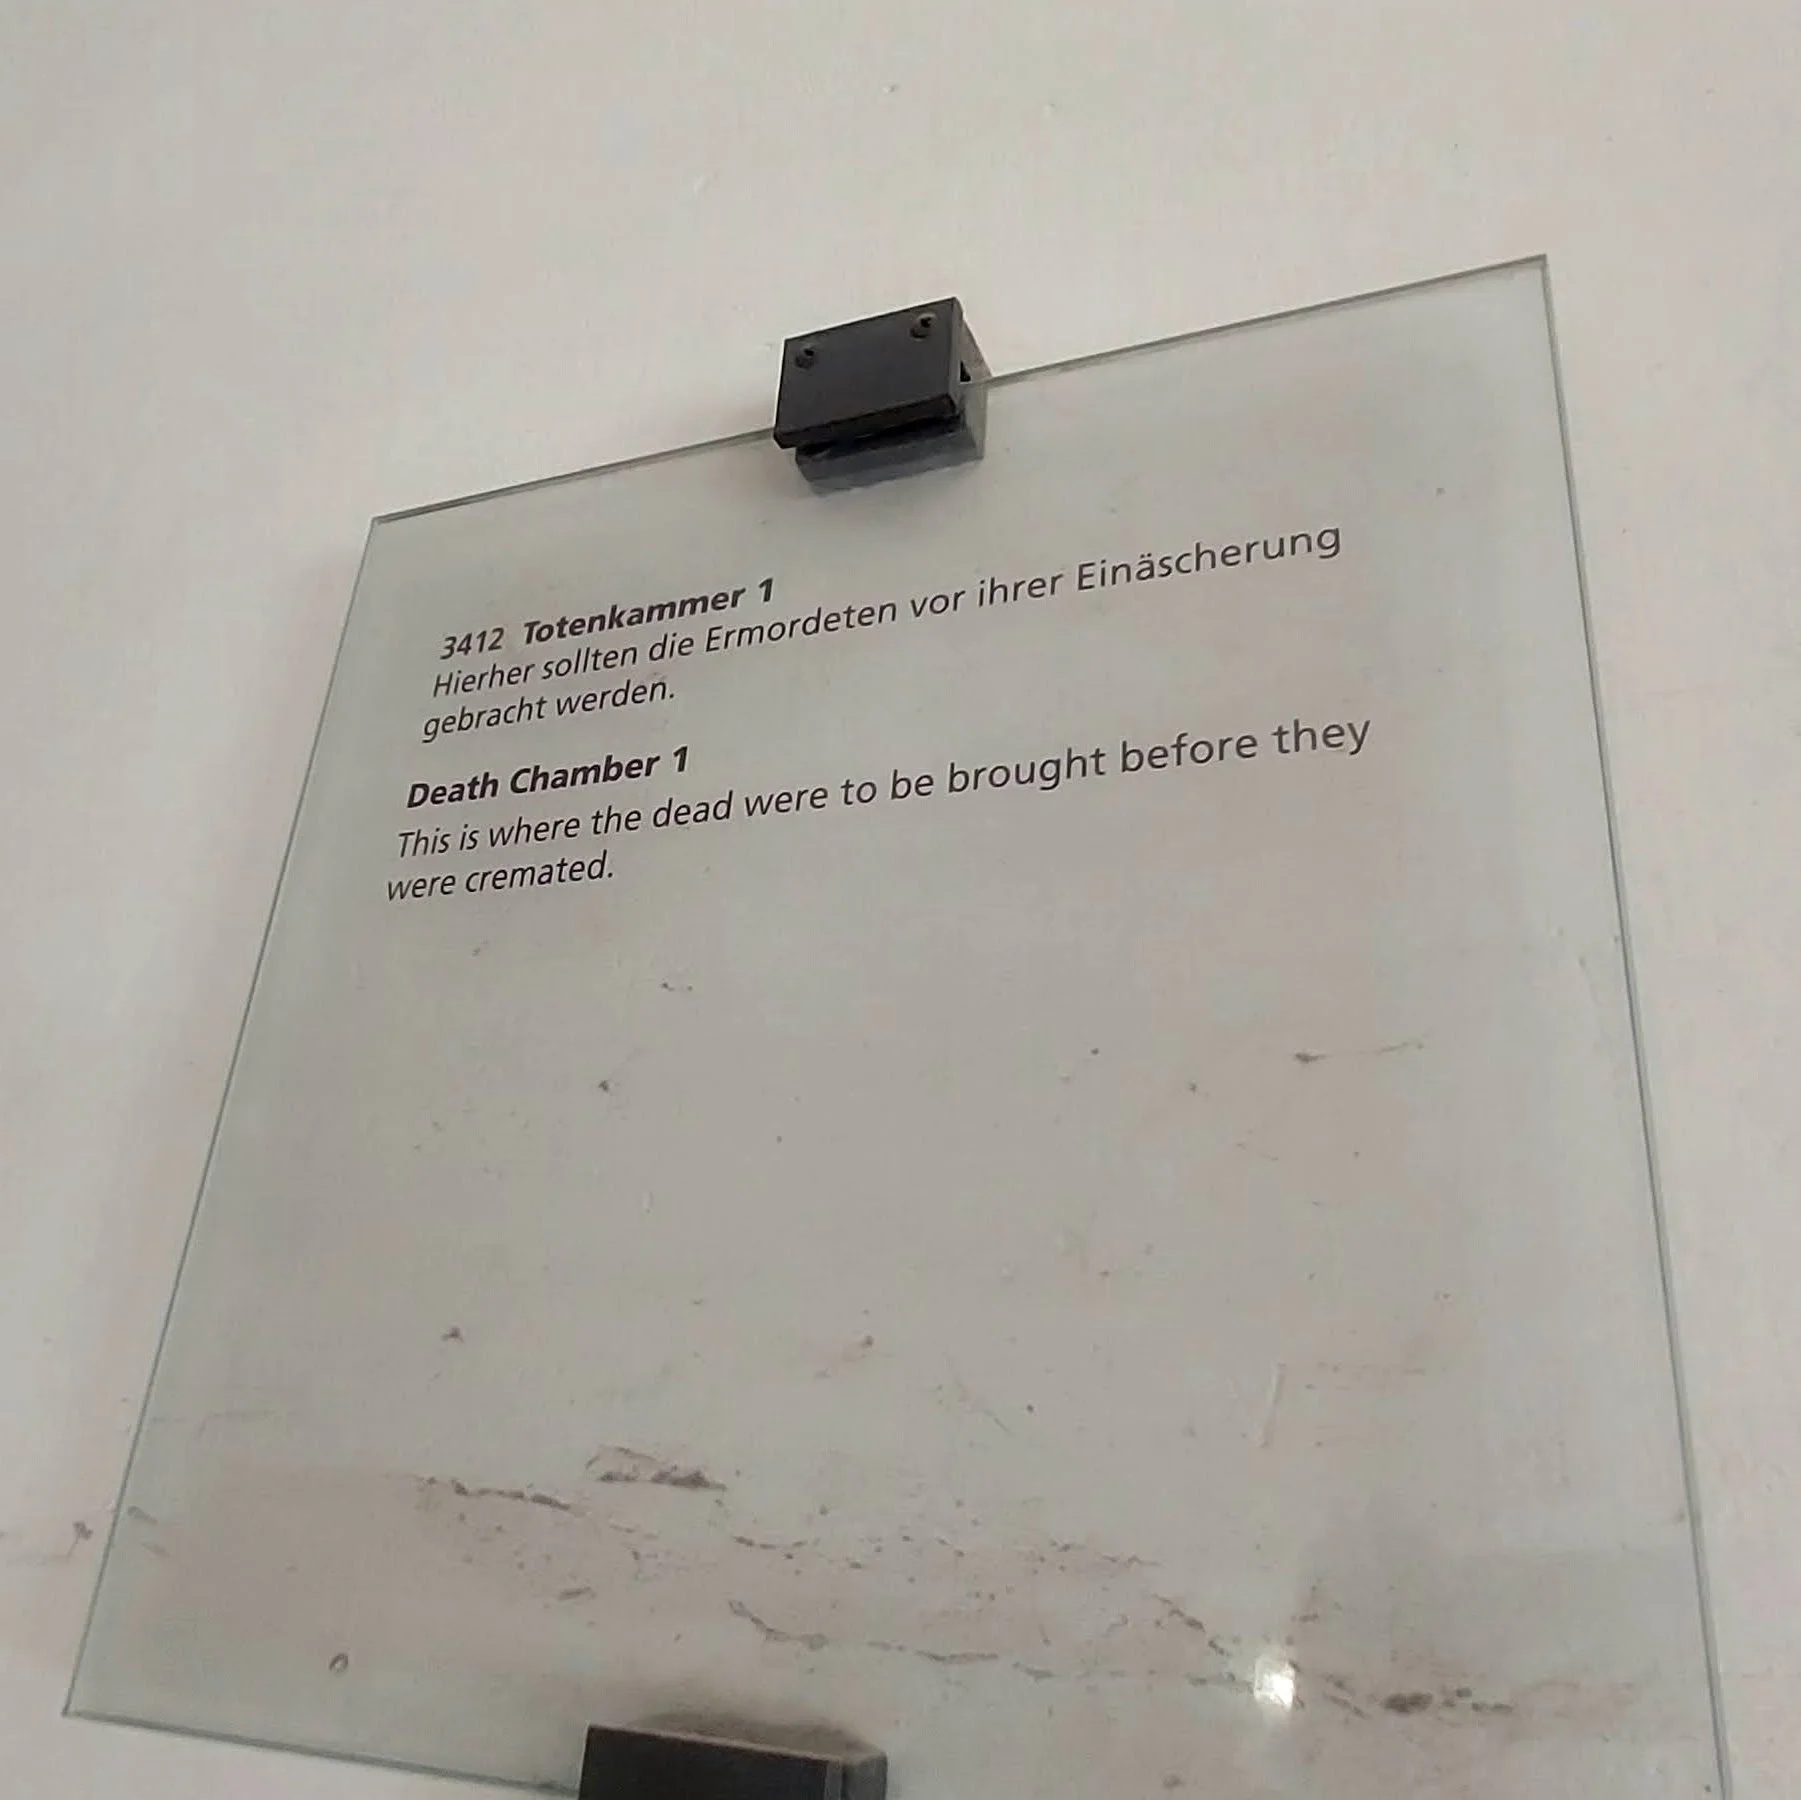 3412 Totenkammer 1
Hierher sollten die Ermordeten vor ihrer Einäscherung
gebracht werden.
Death Chamber 1
This is where the dead were to be brought before they
were cremated.